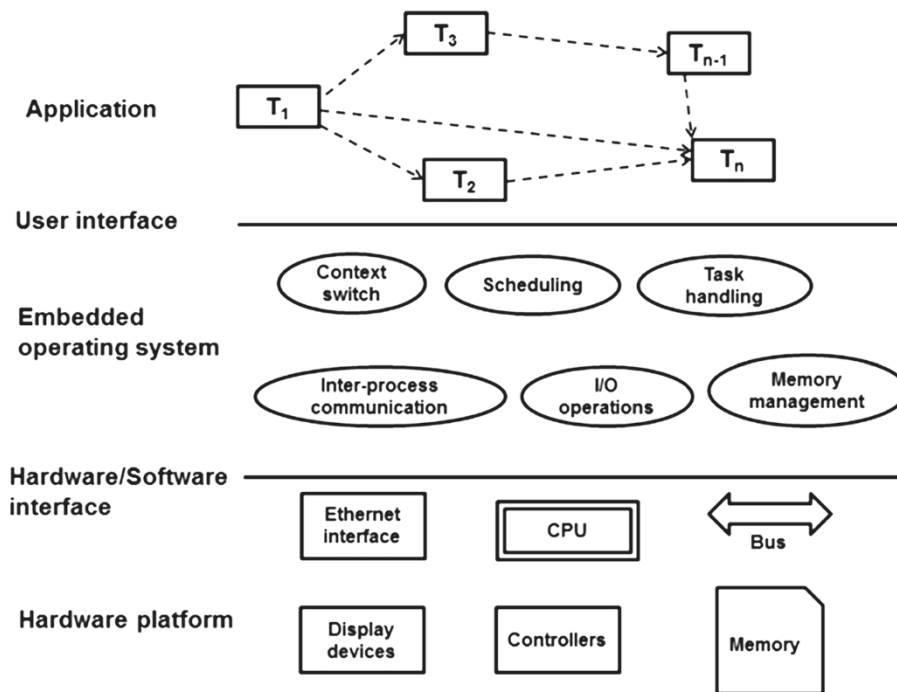 T3
Tn-1
Application
T1
T2
Tn
User interface
Context
switch
Scheduling
Task
handling
Embedded
operating system
Inter-process
communication
I/O
operations
Memory
management
Hardware/Software
interface
Ethernet
interface
CPU
Bus
Hardware platform
Display
devices
Controllers
Memory